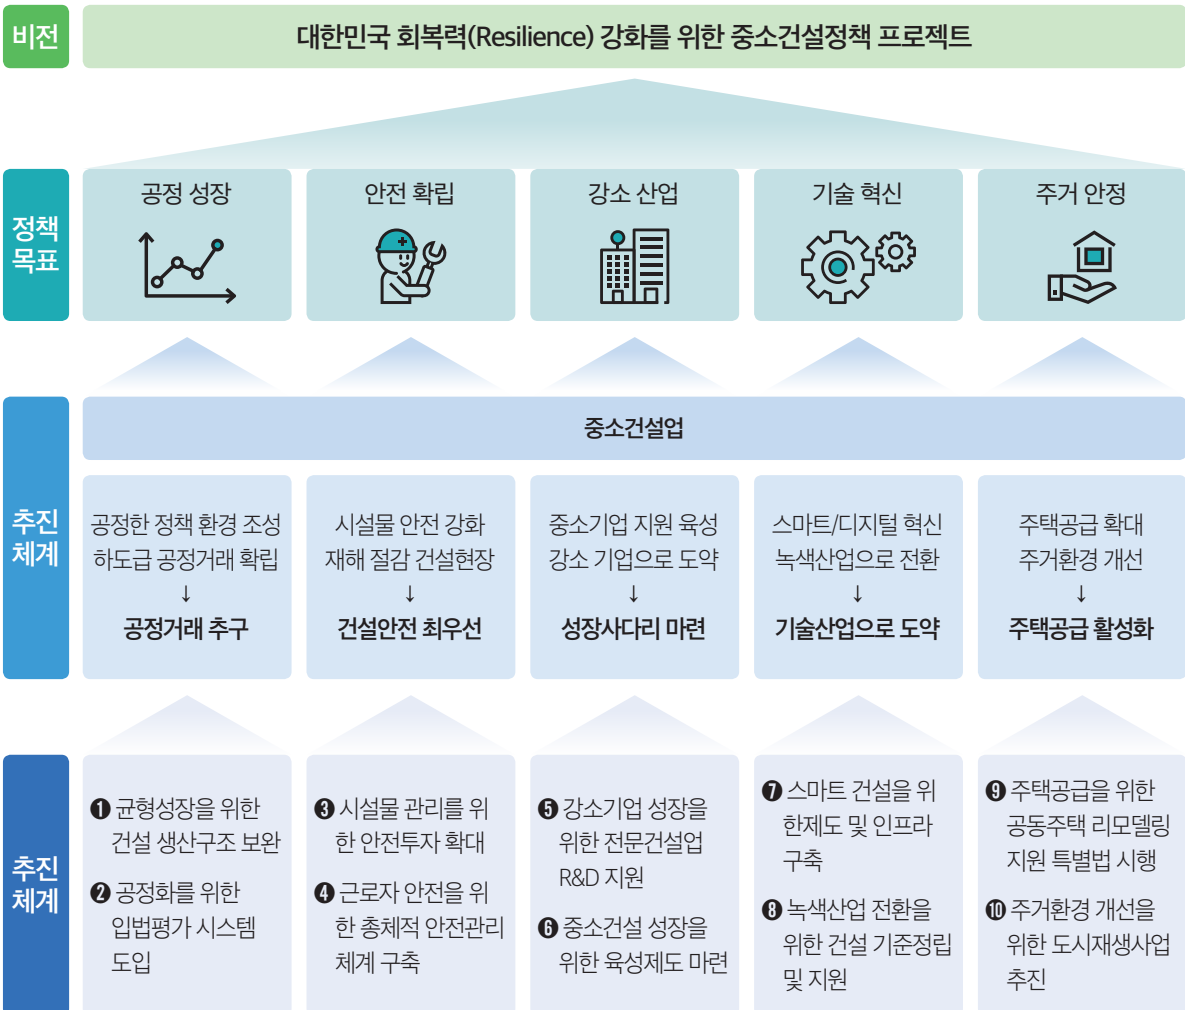 비전
대한민국 회복력(Resilience) 강화를 위한 중소건설정책 프로젝트
정책
목표
공정 성장
안전 확립
강소 산업
기술 혁신
주거 안정
추진
체계
중소건설업
공정한 정책 환경 조성
하도급 공정거래 확립
↓
공정거래 추구
시설물 안전 강화
재해 절감 건설현장
↓
건설안전 최우선
중소기업 지원 육성
강소 기업으로 도약
↓
성장사다리 마련
스마트/디지털 혁신
녹색산업으로 전환
↓
기술산업으로 도약
주택공급 확대
주거환경 개선
↓
주택공급 활성화
추진
체계
❶ 균형성장을 위한
건설 생산구조 보완
❷ 공정화를 위한
입법평가 시스템
도입
❸ 시설물 관리를 위
한 안전투자 확대
❹ 근로자 안전을 위
한 총체적 안전관리
체계 구축
❺ 강소기업 성장을
위한 전문건설업
R&D 지원
❻ 중소건설 성장을
위한 육성제도 마련
❼ 스마트 건설을 위
한제도 및 인프라
구축
❽ 녹색산업 전환을
위한 건설 기준정립
및 지원
❾ 주택공급을 위한
공동주택 리모델링
지원 특별법 시행
❿ 주거환경 개선을
위한 도시재생사업
추진